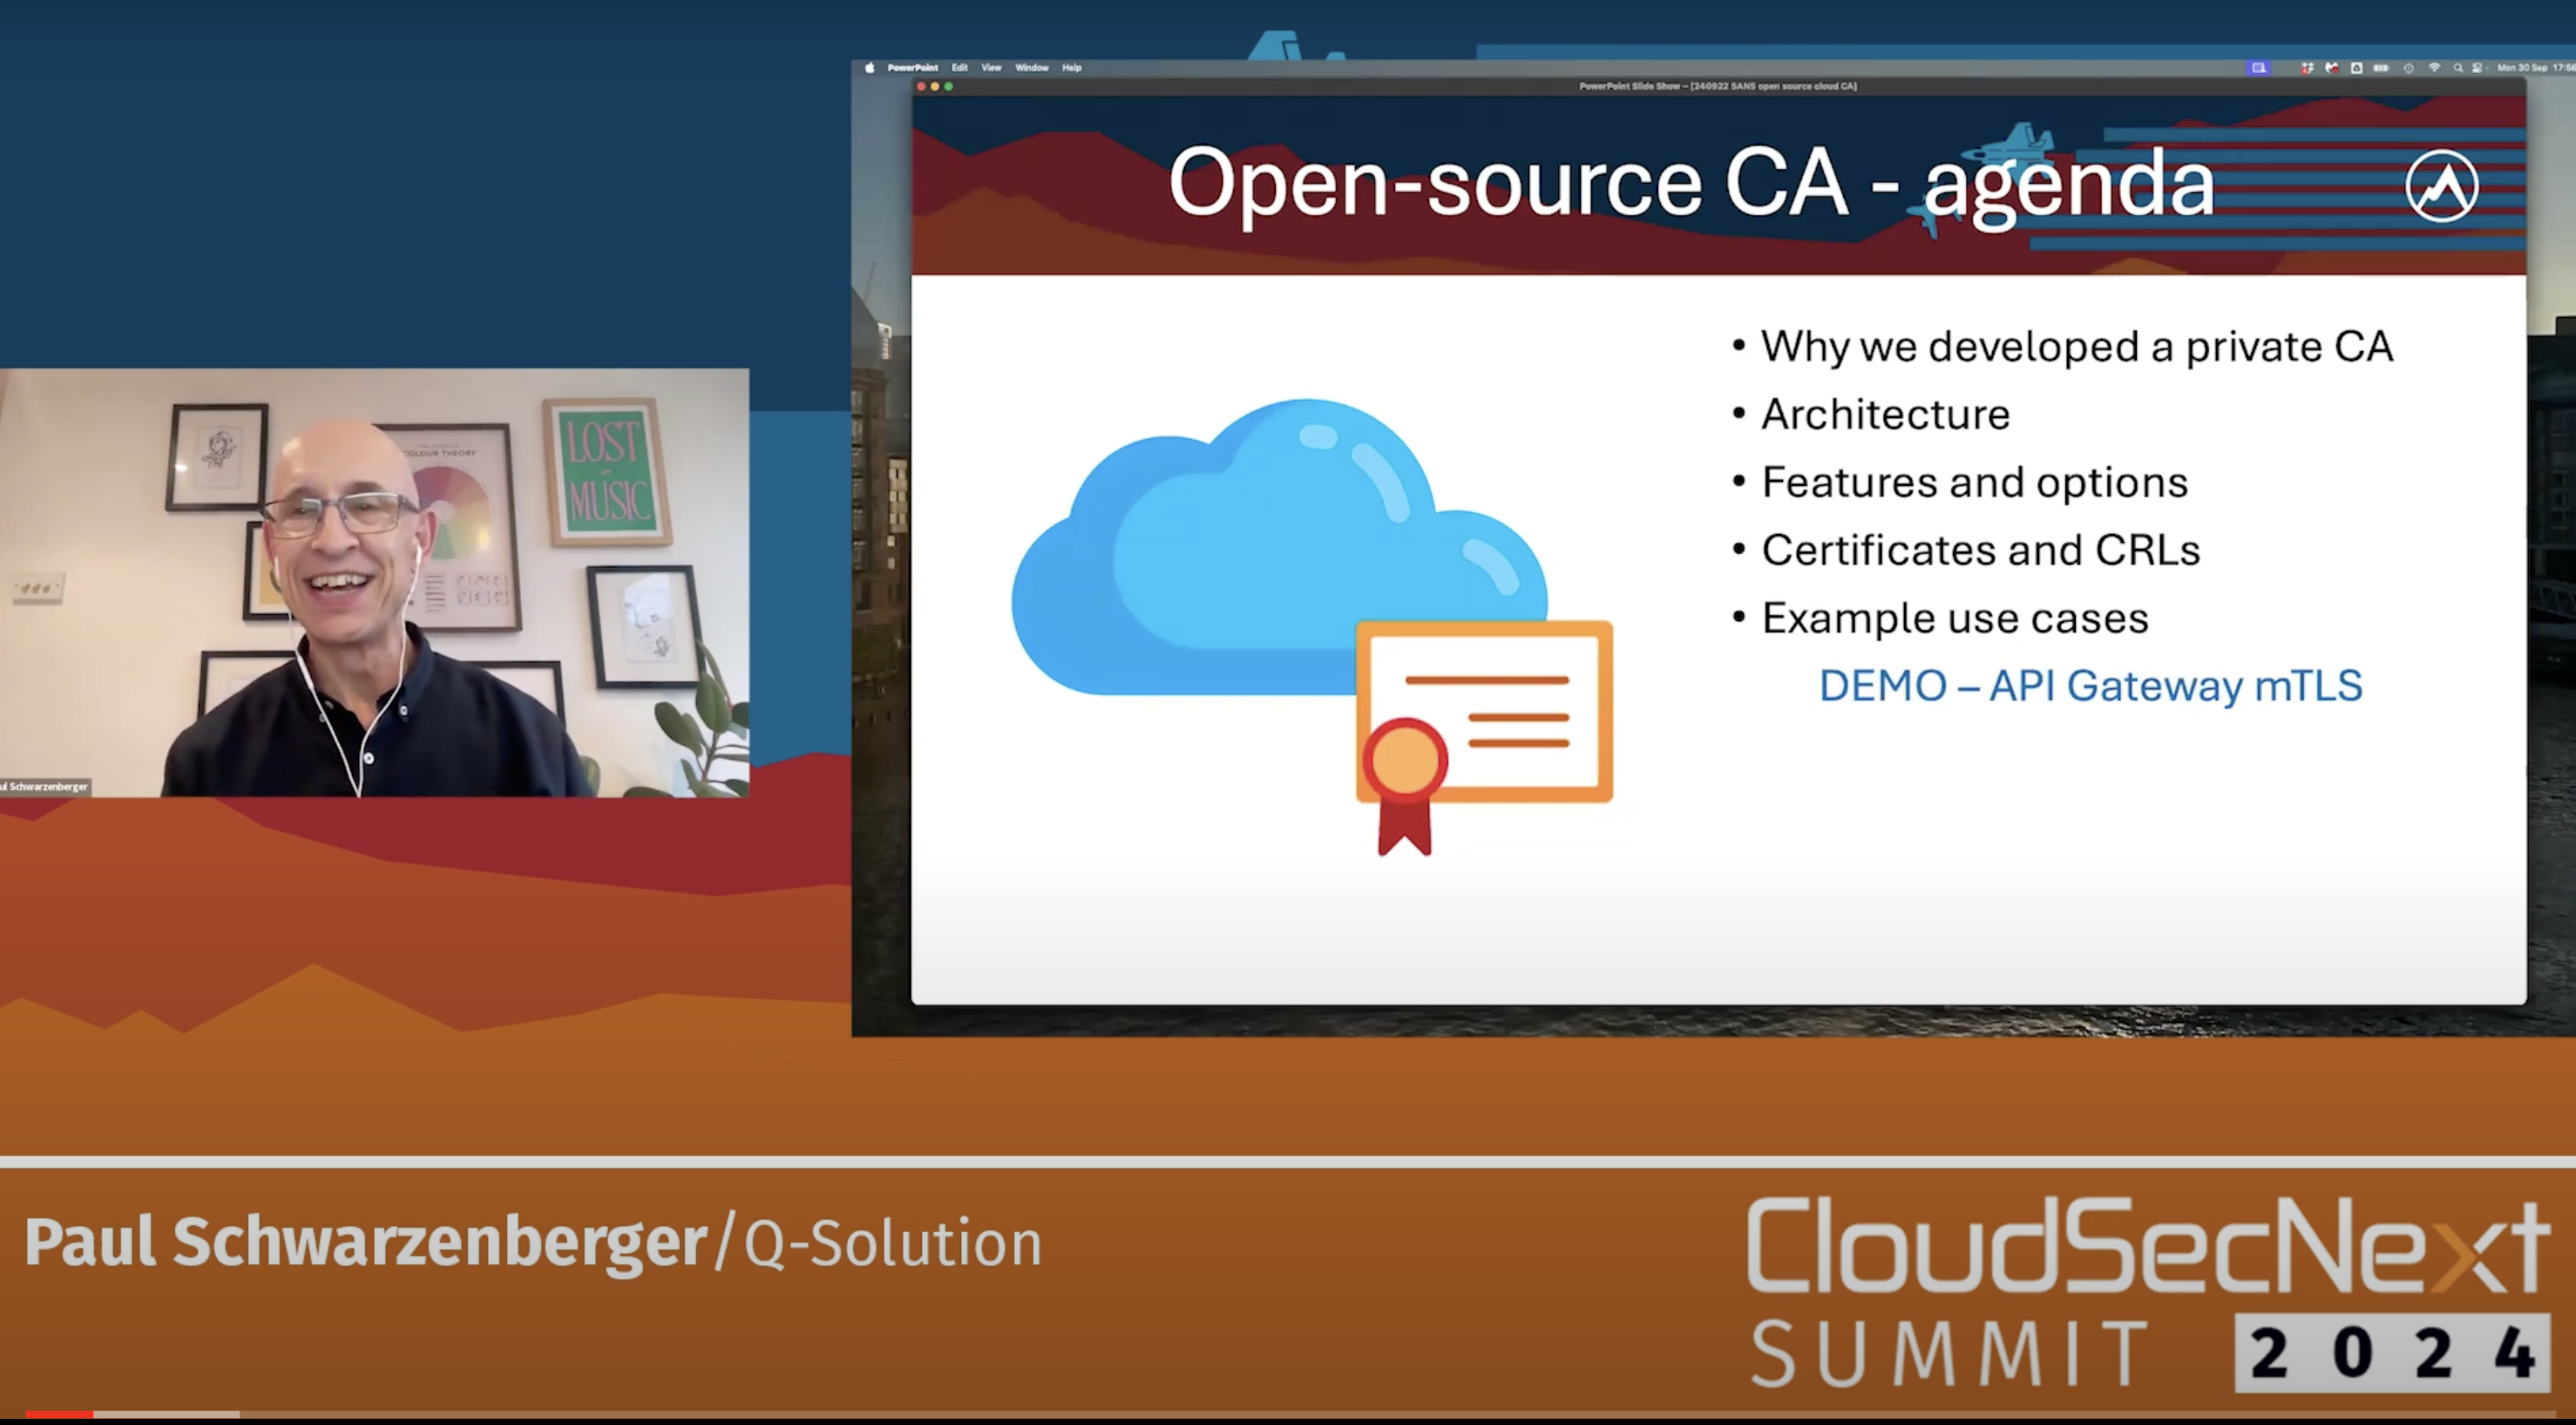 PowerPoint Edit View Window Help
Mon 30 Sep 17:56
PowerPoint Slide Show – [240922 SANS open source cloud CA]
Open-source CA - agenda
• Why we developed a private CA
• Architecture
• Features and options
• Certificates and CRLs
• Example use cases
DEMO – API Gateway mTLS
COLOUR THEORY
LOST
MUSIC
ul Schwarzenberger
Paul Schwarzenberger/Q-Solution
CloudSecNext
SUMMIT 2024